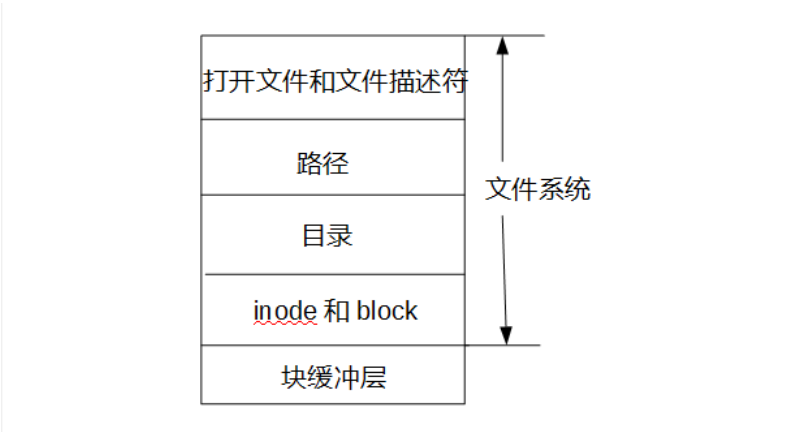 打开文件和文件描述符
路径
文件系统
目录
inode 和 block
块缓冲层